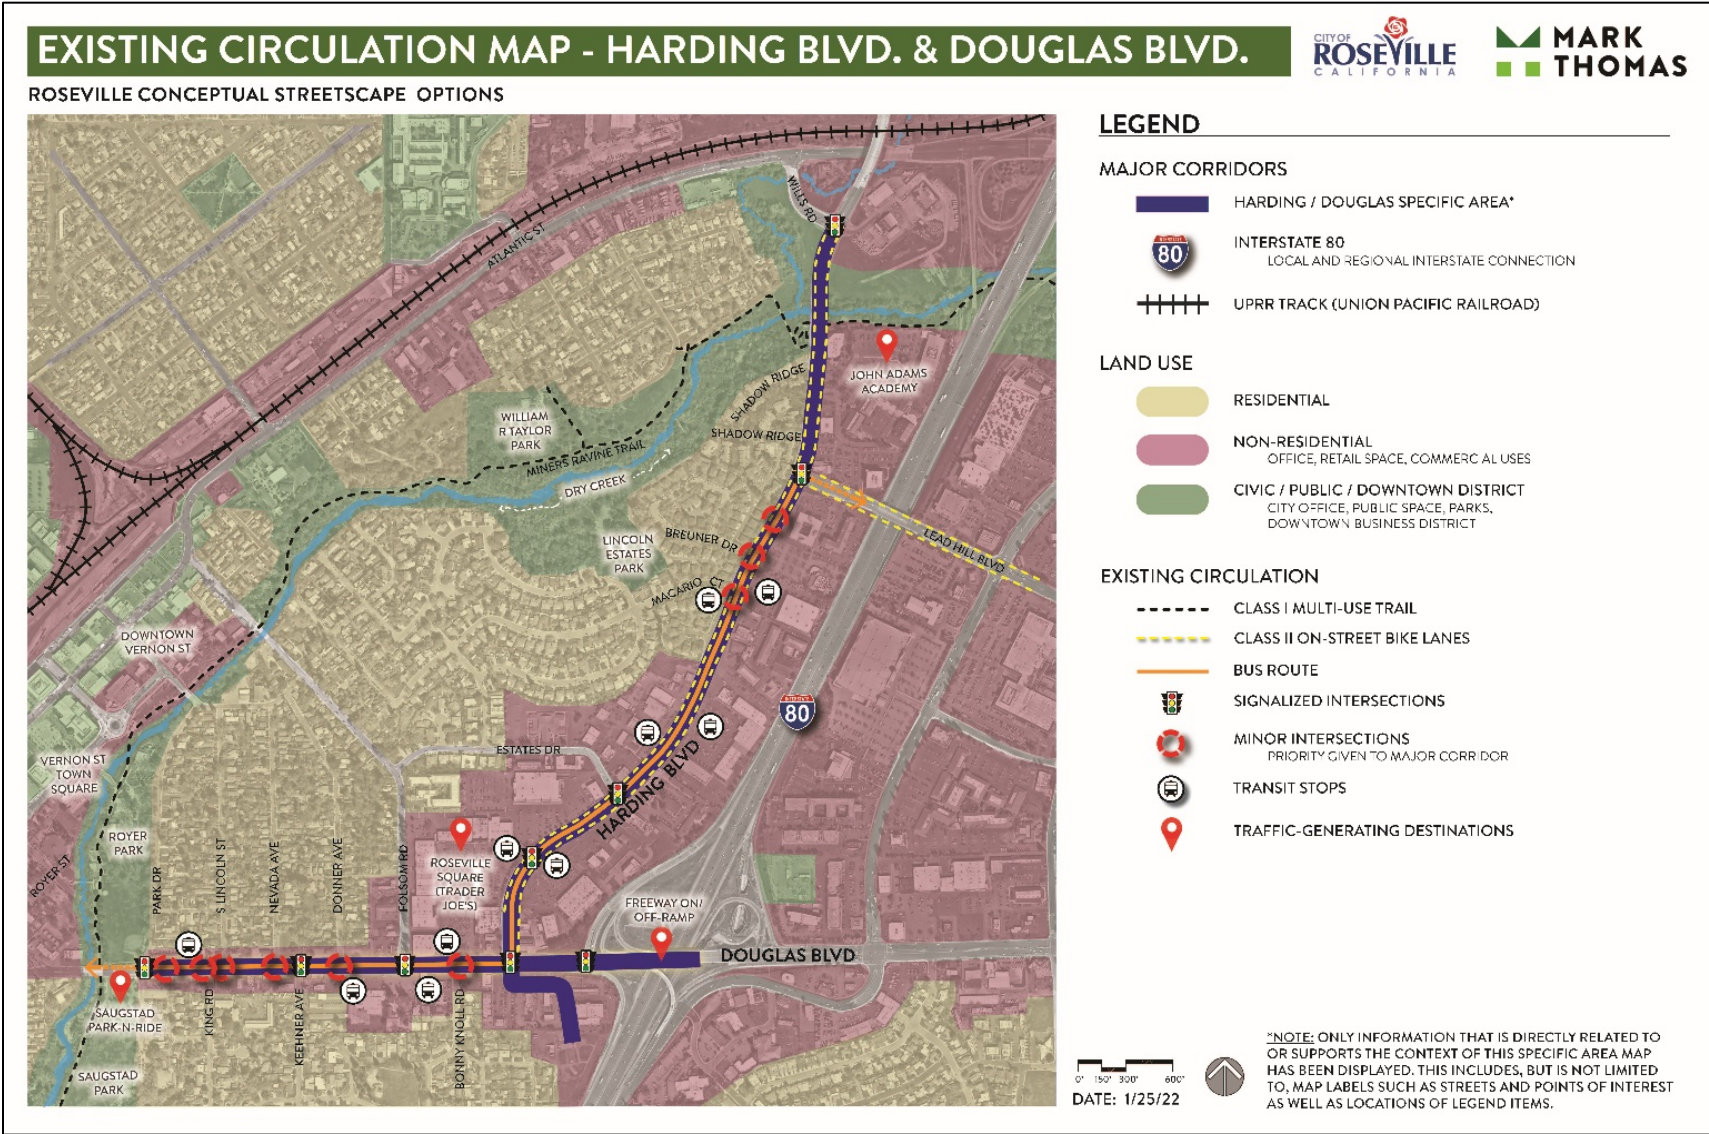 EXISTING CIRCULATION MAP - HARDING BLVD. & DOUGLAS BLVD.
CITY OF
ROSEVILLE
CALIFORNIA
MARK
THOMAS
ROSEVILLE CONCEPTUAL STREETSCAPE OPTIONS
LEGEND
MAJOR CORRIDORS
HARDING / DOUGLAS SPECIFIC AREA*
80
INTERSTATE 80
LOCAL AND REGIONAL INTERSTATE CONNECTION
UPRR TRACK (UNION PACIFIC RAILROAD)
LAND USE
RESIDENTIAL
NON-RESIDENTIAL
OFFICE, RETAIL SPACE, COMMERCIAL USES
CIVIC / PUBLIC / DOWNTOWN DISTRICT
CITY OFFICE, PUBLIC SPACE, PARKS,
DOWNTOWN BUSINESS DISTRICT
EXISTING CIRCULATION
CLASS I MULTI-USE TRAIL
CLASS II ON-STREET BIKE LANES
BUS ROUTE
SIGNALIZED INTERSECTIONS
MINOR INTERSECTIONS
PRIORITY GIVEN TO MAJOR CORRIDOR
TRANSIT STOPS
TRAFFIC-GENERATING DESTINATIONS
WILLS RD
ATLANTIC ST
JOHN ADAMS
ACADEMY
SHADOW RIDGE
SHADOW RIDGE
WILLIAM
R TAYLOR
PARK
MINERS RAVINE TRAIL
DRY CREEK
LINCOLN
ESTATES
PARK
BREUNER DR
MACARIO CT
LEAD HILL BLVD
DOWNTOWN
VERNON ST
80
ESTATES DR
HARDING BLVD
VERNON ST
TOWN
SQUARE
ROYER
PARK
ROYER ST
PARK DR
S LINCOLN ST
NEVADA AVE
DONNER AVE
FOLSOM RD
ROSEVILLE
SQUARE
(TRADER
JOE'S)
FREEWAY ON/
OFF-RAMP
DOUGLAS BLVD
SAUGSTAD
PARK-N-RIDE
KING RD
KEEHNER AVE
BONNY KNOLL RD
SAUGSTAD
PARK
0' 150' 300' 600'
DATE: 1/25/22
*NOTE: ONLY INFORMATION THAT IS DIRECTLY RELATED TO
OR SUPPORTS THE CONTEXT OF THIS SPECIFIC AREA MAP
HAS BEEN DISPLAYED. THIS INCLUDES, BUT IS NOT LIMITED
TO, MAP LABELS SUCH AS STREETS AND POINTS OF INTEREST
AS WELL AS LOCATIONS OF LEGEND ITEMS.